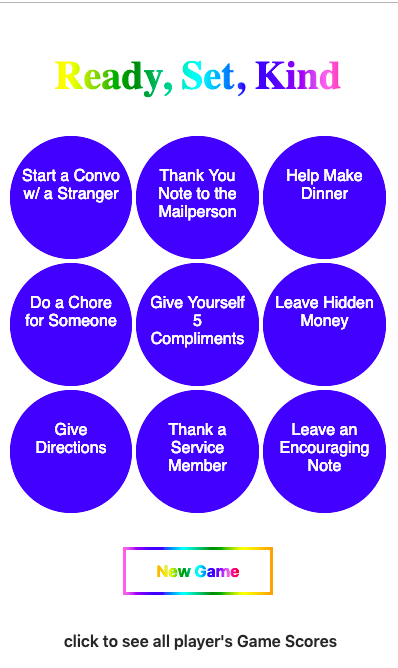 Ready, Set, Kind
Start a Convo
w/ a Stranger
Thank You
Note to the
Mailperson
Help Make
Dinner
Do a Chore
for Someone
Give Yourself
5
Compliments
Leave Hidden
Money
Give
Directions
Thank a
Service
Member
Leave an
Encouraging
Note
New Game
click to see all player's Game Scores